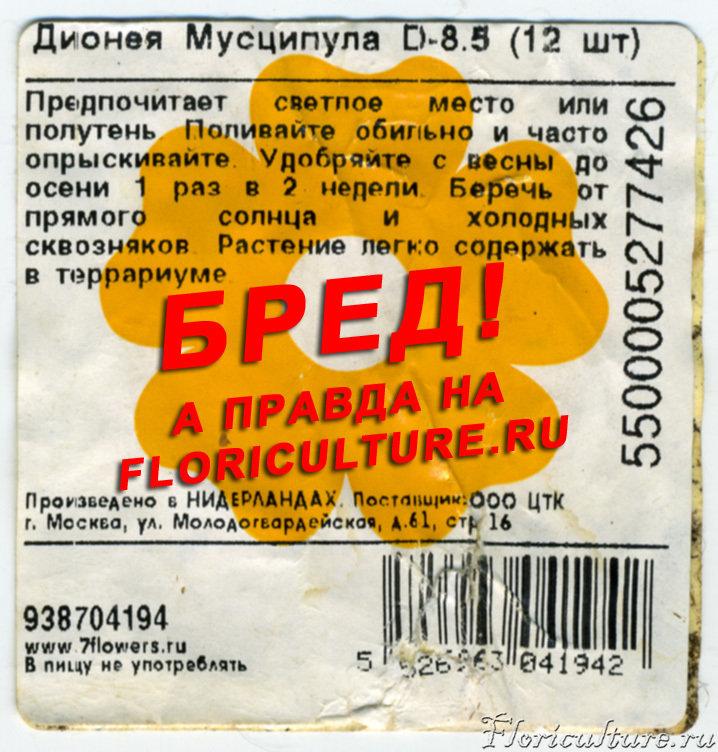 Дионея Мусципула D-8.5 (12 шт)
Предпочитает светлое место или
полутень. Поливайте обильно и часто
опрыскивайте. Удобряйте с весны до
осени 1 раз в 2 недели. Беречь от
прямого солнца и холодных
сквозняков. Растение легко содержать
в террариуме.
5500005277426
БРЕД!
А ПРАВДА НА
FLORICULTURE.RU
Произведено в НИДЕРЛАНДАХ. Поставщик:ООО ЦТК
г. Москва, ул. Молодогвардейская, д.61, стр 16
938704194
www.7flowers.ru
В пищу не употреблять
5 526963 041942
Floriculture.ru